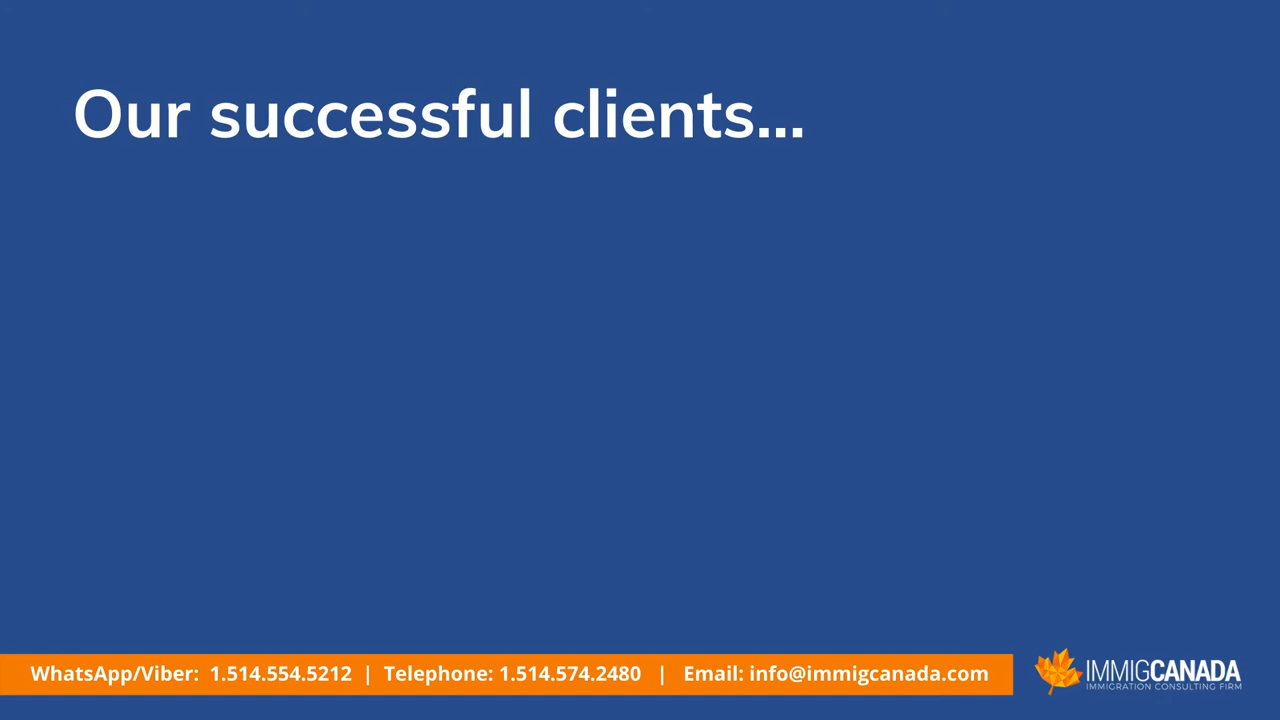 Our successful clients...
WhatsApp/Viber: 1.514.554.5212 | Telephone: 1.514.574.2480 | Email: info@immigcanada.com
IMMIGCANADA
IMMIGRATION CONSULTING FIRM